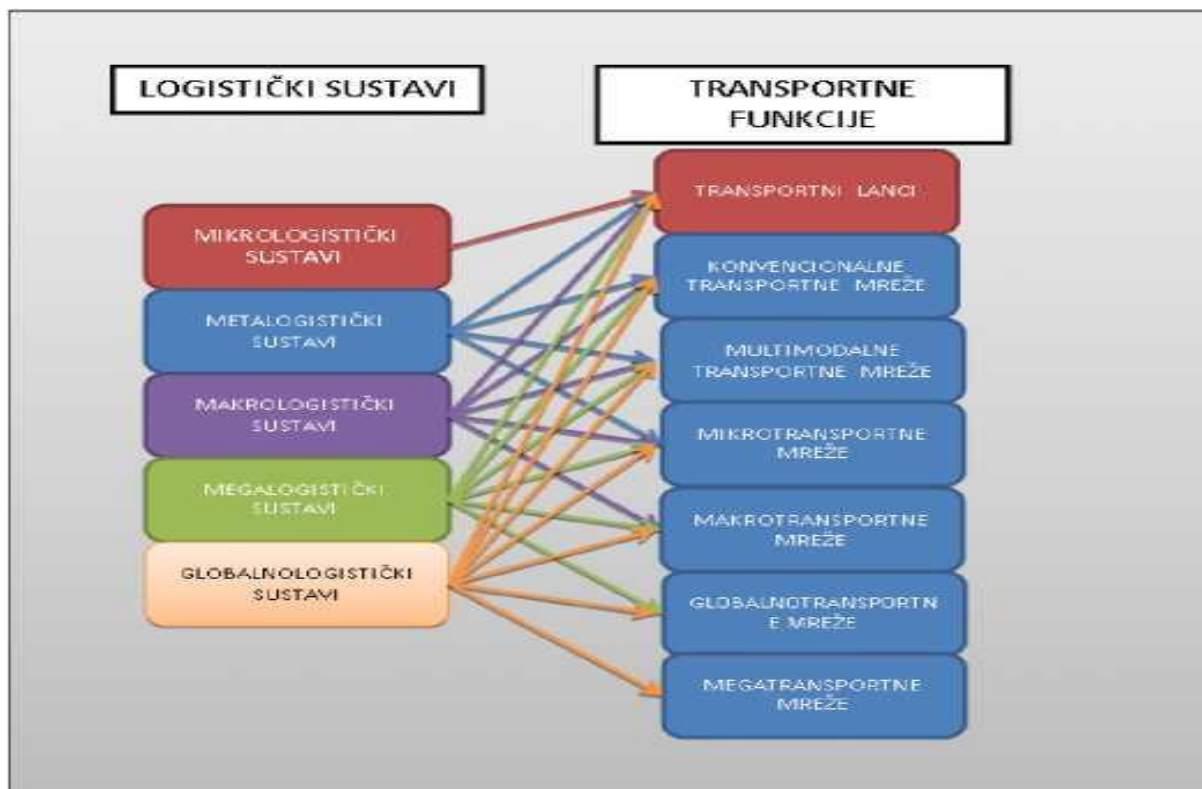 LOGISTIČKI SUSTAVI
TRANSPORTNE
FUNKCIJE
MIKROLOGISTIČKI
SUSTAVI
METALOGISTIČKI
SUSTAVI
MAKROLOGISTIČKI
SUSTAVI
MEGALOGISTIČKI
SUSTAVI
GLOBALNOLOGISTIČKI
SUSTAVI
TRANSPORTNI LANCI
KONVENCIONALNE
TRANSPORTNE MREŽE
MULTIMODALNE
TRANSPORTNE MREŽE
MIKROTRANSPORTNE
MREŽE
MAKROTRANSPORTNE
MREŽE
GLOBALNOTRANSPORTN
E MREŽE
MEGATRANSPORTNE
MREŽE